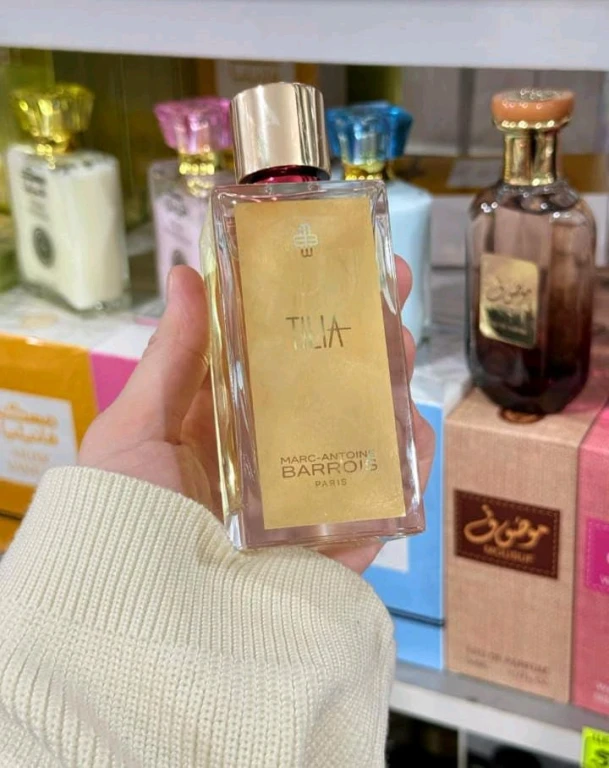 TILIA
MARC-ANTOINE
BARROIS
PARIS
موصوف
موصوف
MOUSUF
EAU DE PARFUM